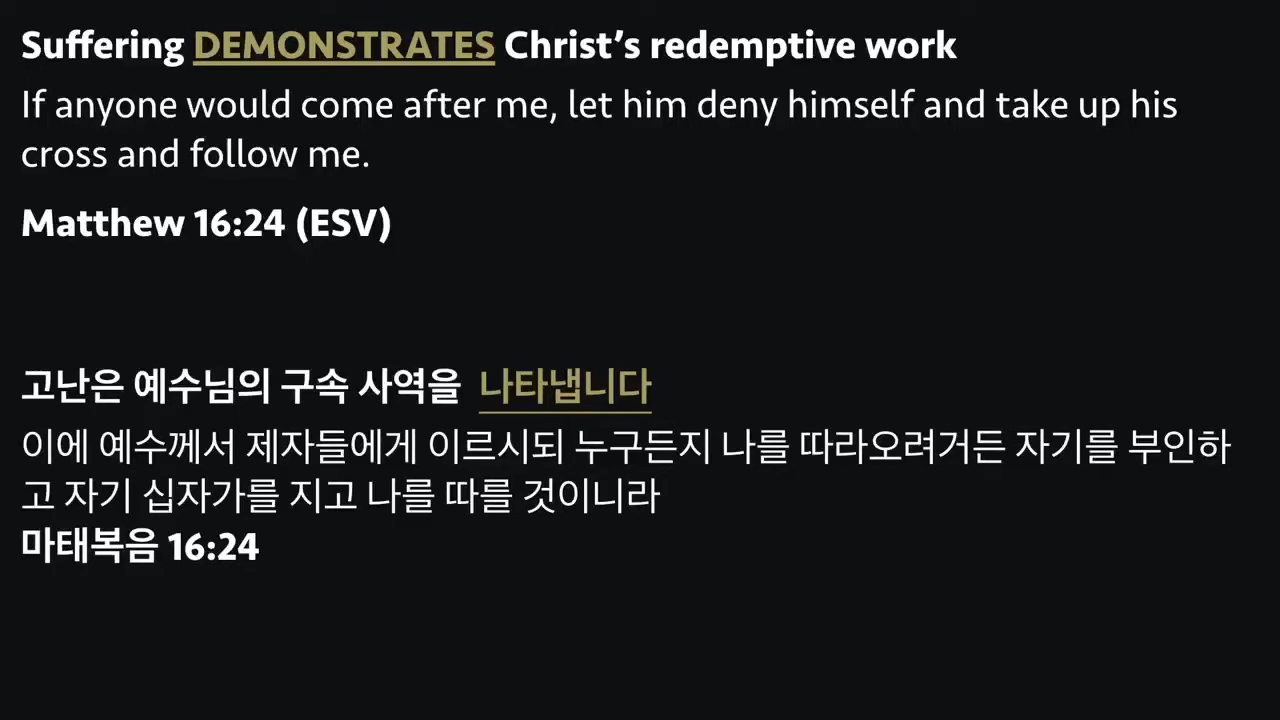 Suffering DEMONSTRATES Christ’s redemptive work
If anyone would come after me, let him deny himself and take up his
cross and follow me.
Matthew 16:24 (ESV)
고난은 예수님의 구속 사역을 나타냅니다
이에 예수께서 제자들에게 이르시되 누구든지 나를 따라오려거든 자기를 부인하
고 자기 십자가를 지고 나를 따를 것이니라
마태복음 16:24